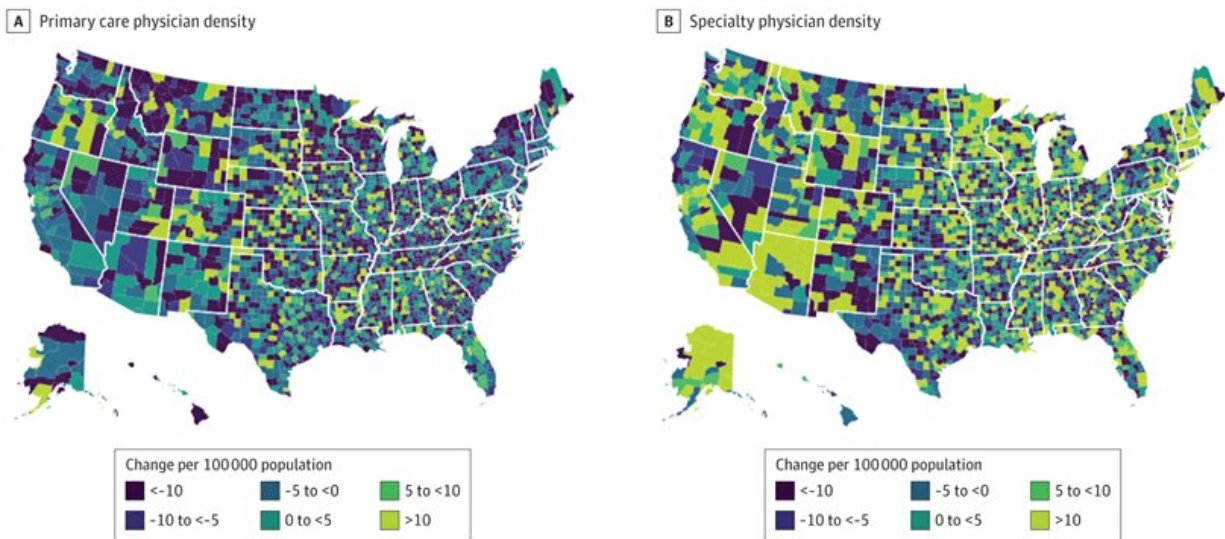 A Primary care physician density
B Specialty physician density
Change per 100 000 population
<-10
-5 to <0
5 to <10
-10 to <-5
0 to <5
>10
Change per 100 000 population
<-10
-5 to <0
5 to <10
-10 to <-5
0 to <5
>10